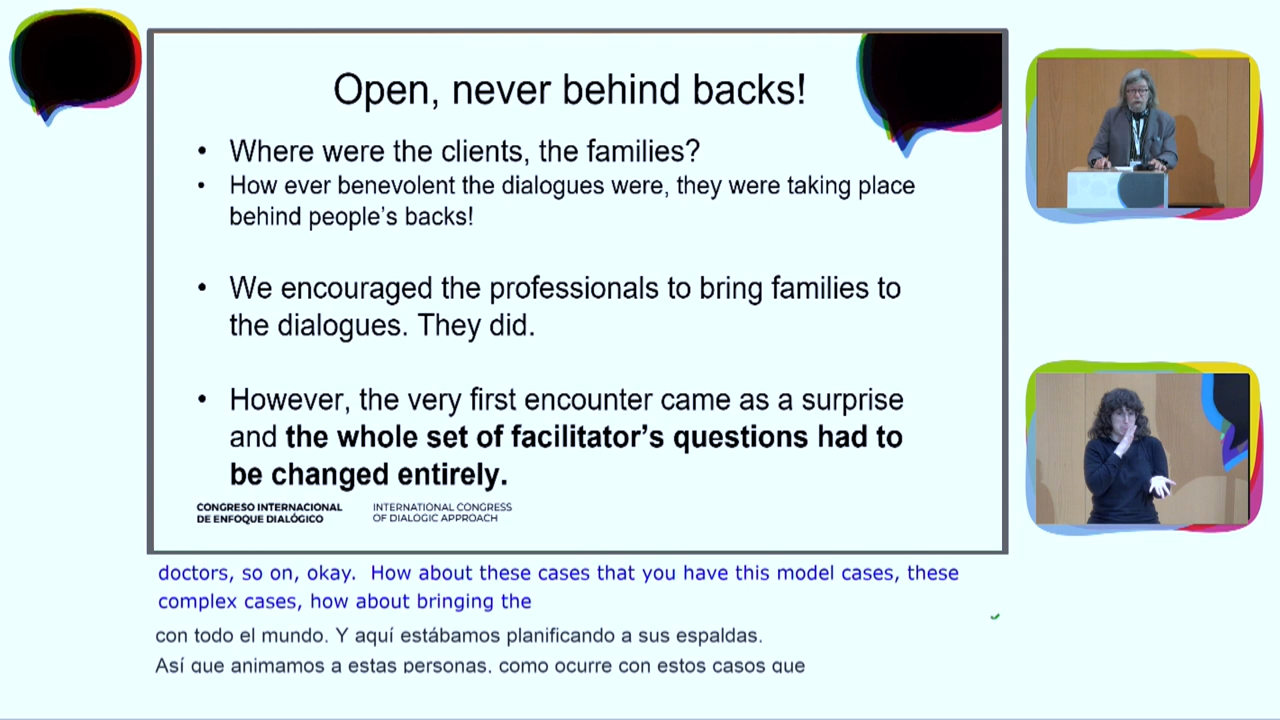 Open, never behind backs!
• Where were the clients, the families?
• How ever benevolent the dialogues were, they were taking place
behind people's backs!
• We encouraged the professionals to bring families to
the dialogues. They did.
• However, the very first encounter came as a surprise
and the whole set of facilitator's questions had to
be changed entirely.
CONGRESO INTERNACIONAL
DE ENFOQUE DIALÓGICO
INTERNATIONAL CONGRESS
OF DIALOGIC APPROACH
doctors, so on, okay. How about these cases that you have this model cases, these
complex cases, how about bringing the
con todo el mundo. Y aquí estábamos planificando a sus espaldas.
Así que animamos a estas personas, como ocurre con estos casos que